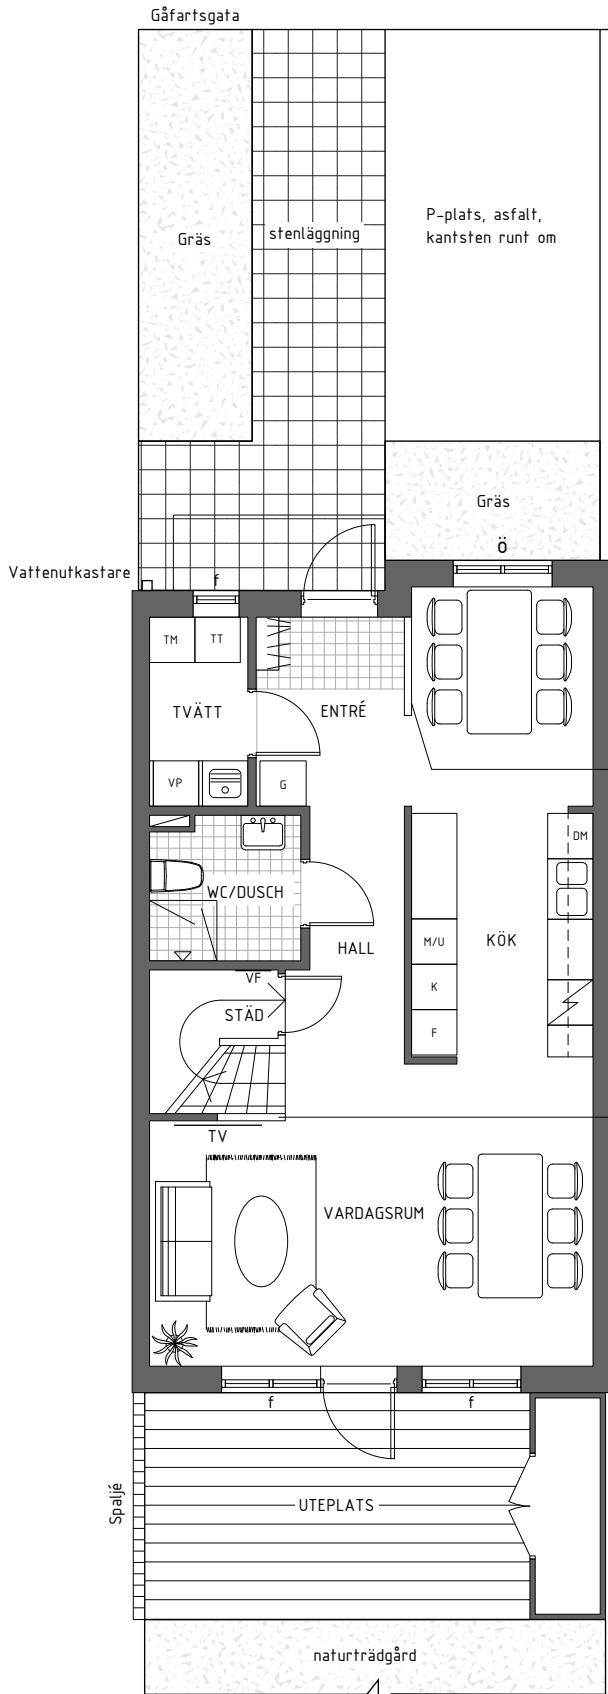 Gåfartsgata
P-plats, asfalt,
kantsten runt om
Gräs
stenläggning
Gräs
Ö
Vattenutkastare
f
TM
TT
TVÄTT
ENTRÉ
VP
G
DM
WC/DUSCH
HALL
M/U
KÖK
K
VF
STÄD
F
TV
VARDAGSRUM
f
f
Spaljé
UTEPLATS
naturträdgård